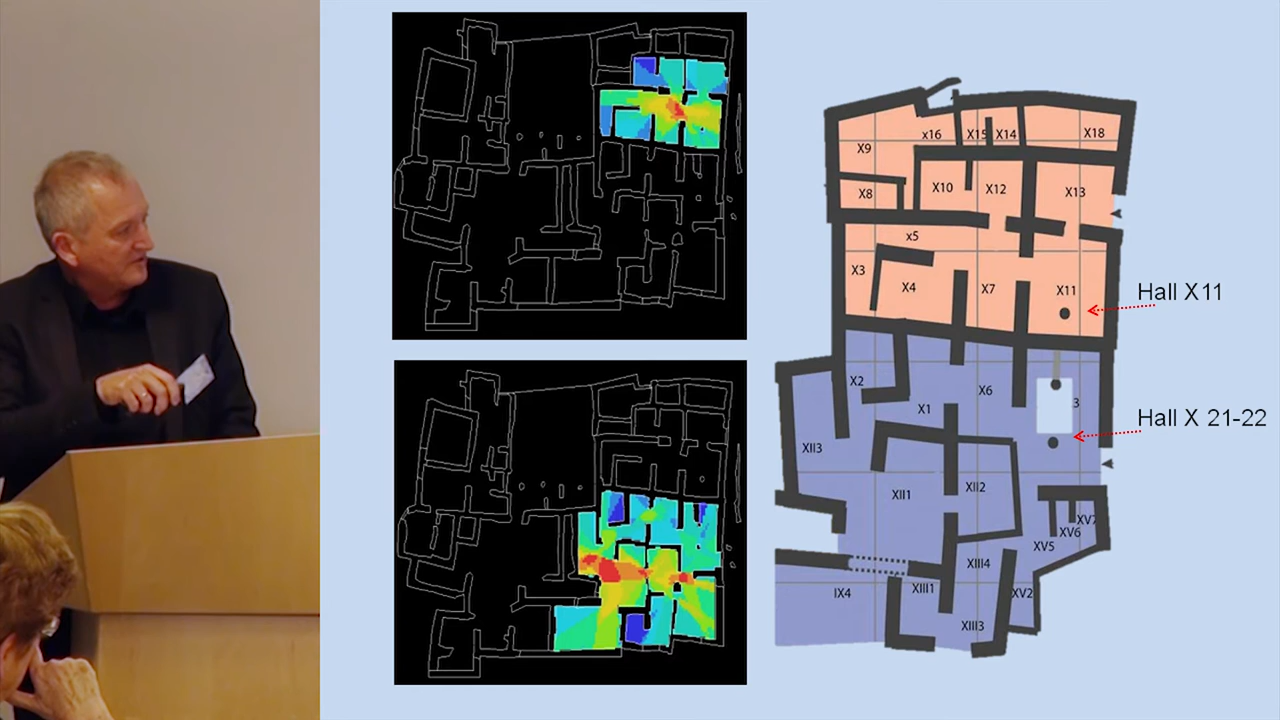 x16
X15
X14
X18
X9
X8
X10
X12
X13
x5
X3
X4
X7
X11
Hall X11
X2
X6
X1
3
Hall X 21-22
XII3
XII1
XII2
XV7
XV6
XV5
XIII4
XIII1
IX4
XV2
XIII3